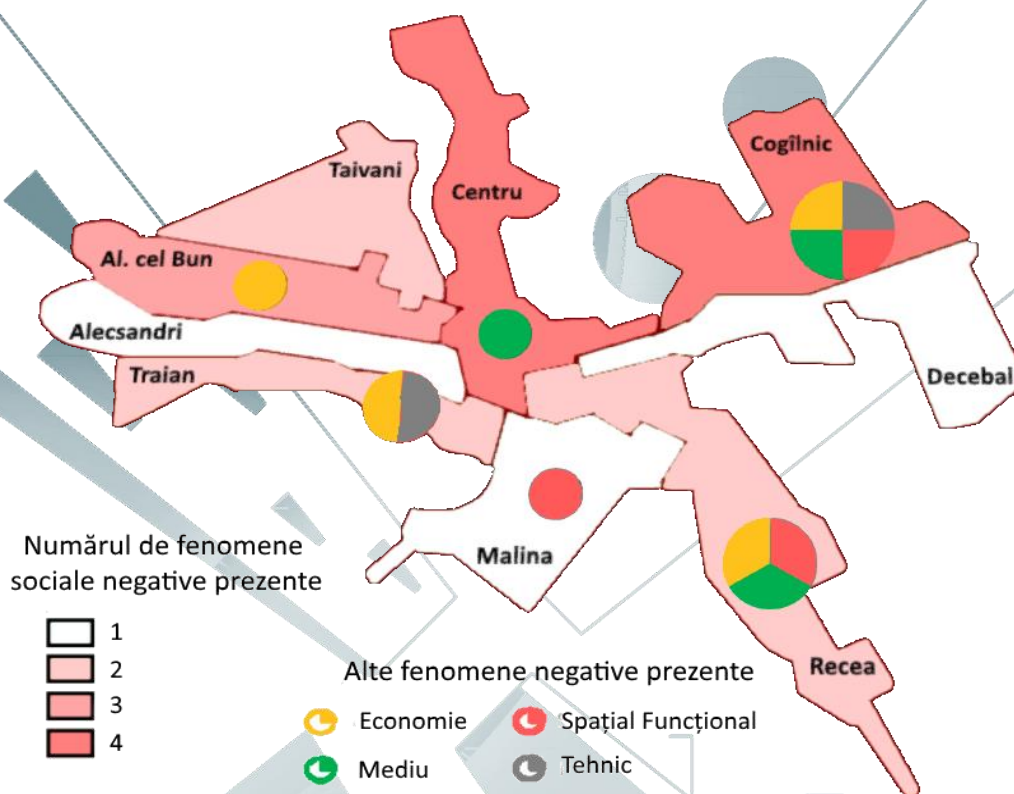 Cogîlnic
Taivani
Centru
Al. cel Bun
Alecsandri
Traian
Decebal
Malina
Recea
Numărul de fenomene
sociale negative prezente
1
2
3
4
Alte fenomene negative prezente
Economie
Spațial Funcțional
Mediu
Tehnic